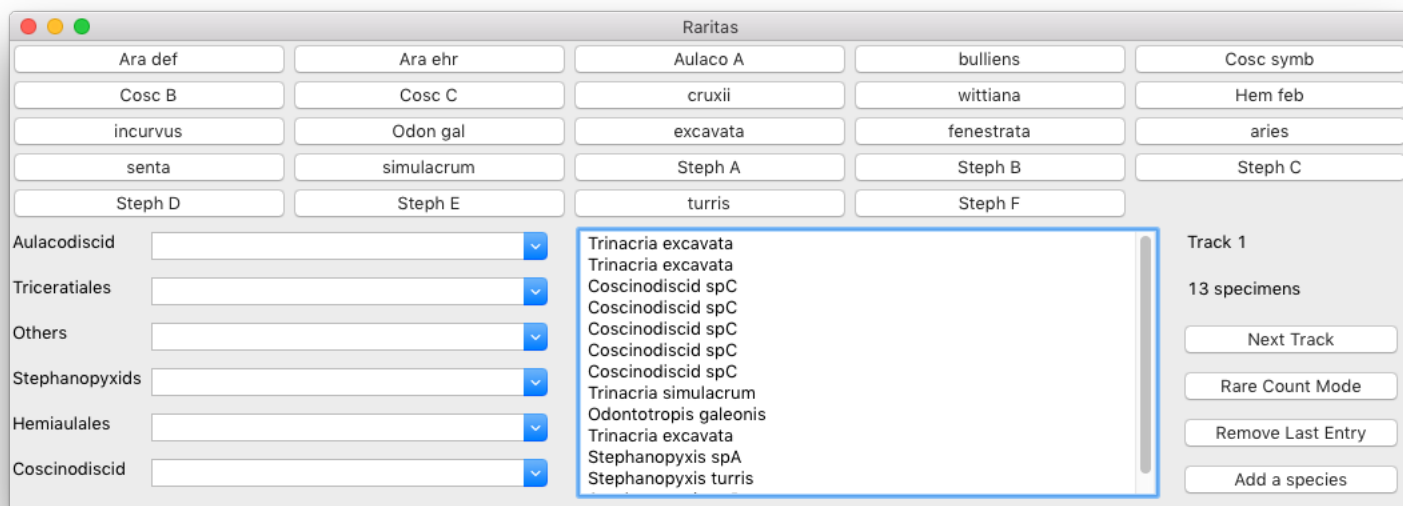 Raritas
Ara def
Ara ehr
Aulaco A
bulliens
Cosc symb
Cosc B
Cosc C
cruxii
wittiana
Hem feb
incurvus
Odon gal
excavata
fenestrata
aries
senta
simulacrum
Steph A
Steph B
Steph C
Steph D
Steph E
turris
Steph F
Aulacodiscid
Triceratiales
Others
Stephanopyxids
Hemiaulales
Coscinodiscid
Trinacria excavata
Trinacria excavata
Coscinodiscid spC
Coscinodiscid spC
Coscinodiscid spC
Coscinodiscid spC
Coscinodiscid spC
Trinacria simulacrum
Odontotropis galeonis
Trinacria excavata
Stephanopyxis spA
Stephanopyxis turris
Track 1
13 specimens
Next Track
Rare Count Mode
Remove Last Entry
Add a species